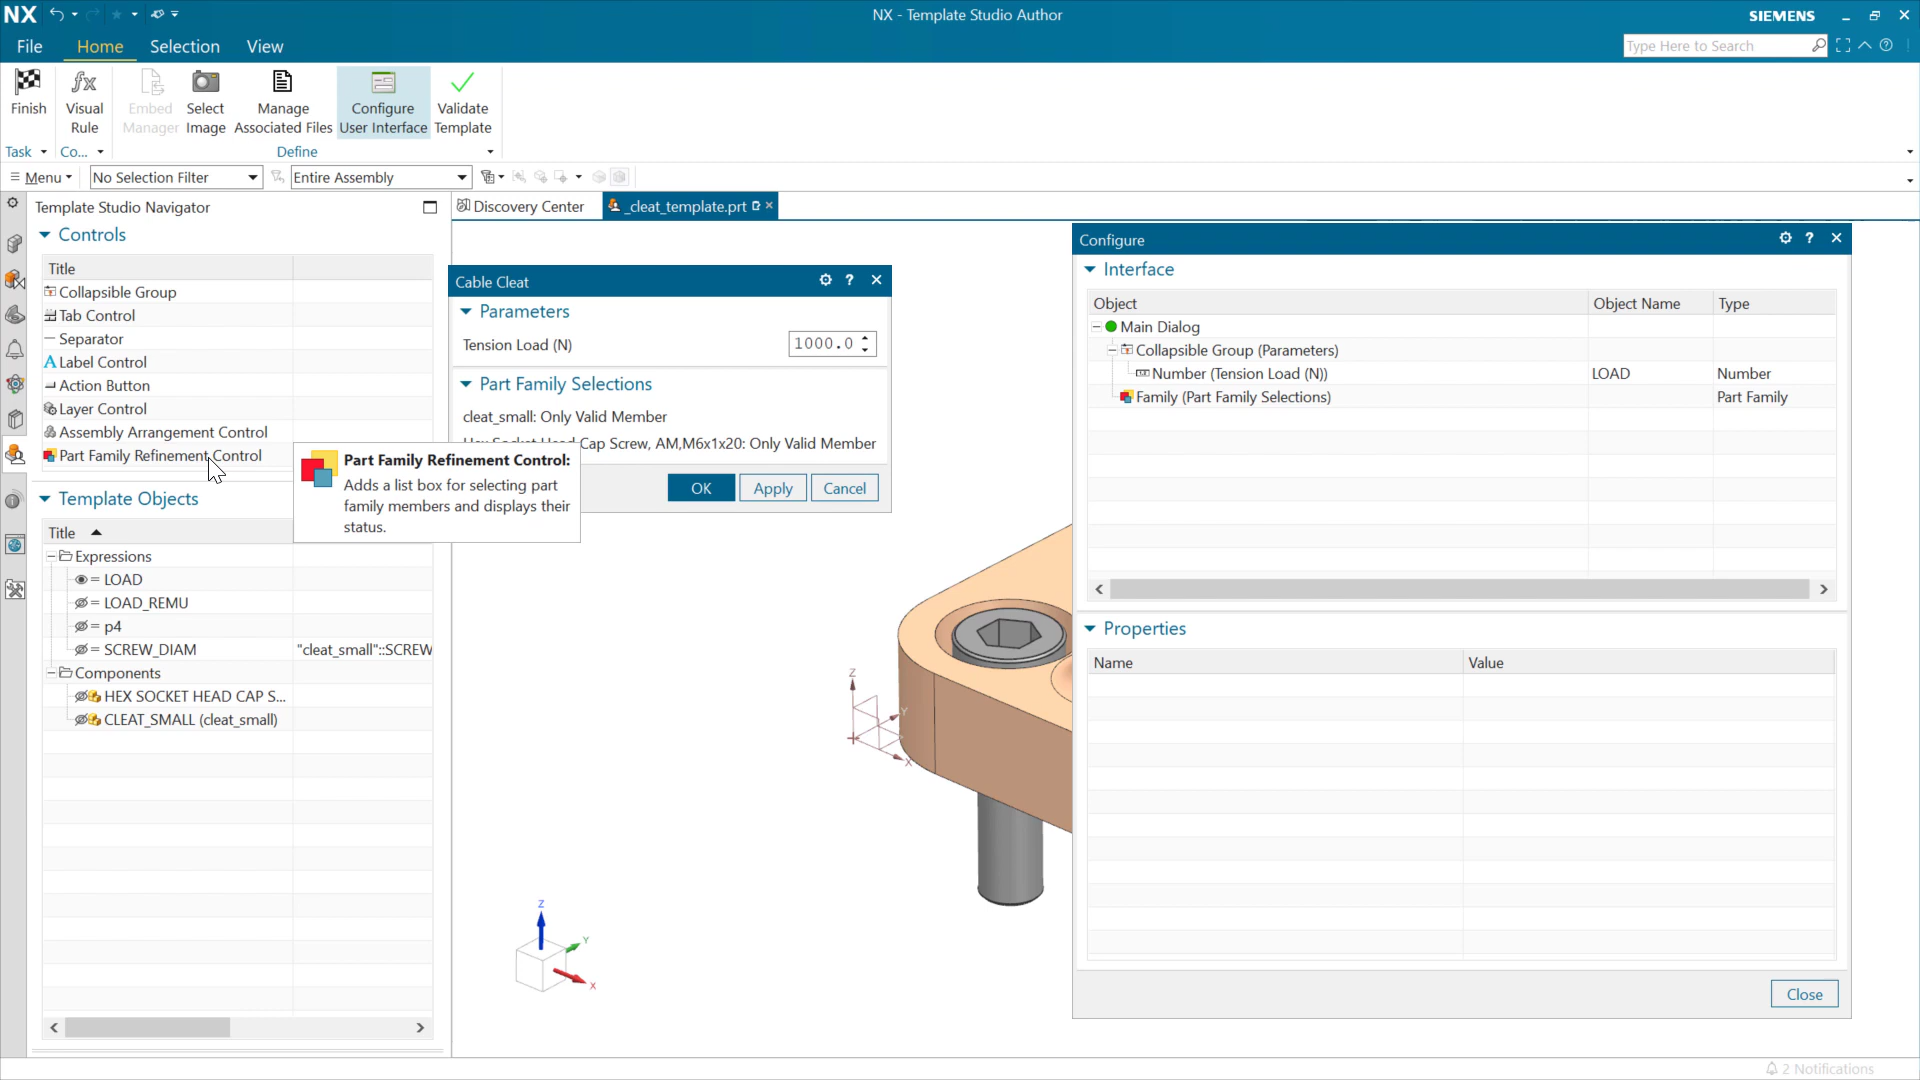 NX
NX - Template Studio Author
SIEMENS
File
Home
Selection
View
Type Here to Search
Finish
Visual
Rule
Embed
Manager
Select
Image
Manage
Associated Files
Configure
User Interface
Validate
Template
Task
Co...
Define
Menu
No Selection Filter
Entire Assembly
Template Studio Navigator
Discovery Center
_cleat_template.prt
Controls
Title
Collapsible Group
Tab Control
Separator
Label Control
Action Button
Layer Control
Assembly Arrangement Control
Part Family Refinement Control
Part Family Refinement Control:
Adds a list box for selecting part
family members and displays their
status.
Template Objects
Title
Expressions
= LOAD
= LOAD_REMU
= p4
= SCREW_DIAM
"cleat_small"::SCREW
Components
HEX SOCKET HEAD CAP S...
CLEAT_SMALL (cleat_small)
Cable Cleat
Parameters
Tension Load (N)
1000.0
Part Family Selections
cleat_small: Only Valid Member
Hex Socket Head Cap Screw, AM,M6x1x20: Only Valid Member
OK
Apply
Cancel
Z
Y
X
Z
Y
X
Configure
Interface
Object
Object Name
Type
Main Dialog
Collapsible Group (Parameters)
Number (Tension Load (N))
LOAD
Number
Family (Part Family Selections)
Part Family
Properties
Name
Value
Close
2 Notifications